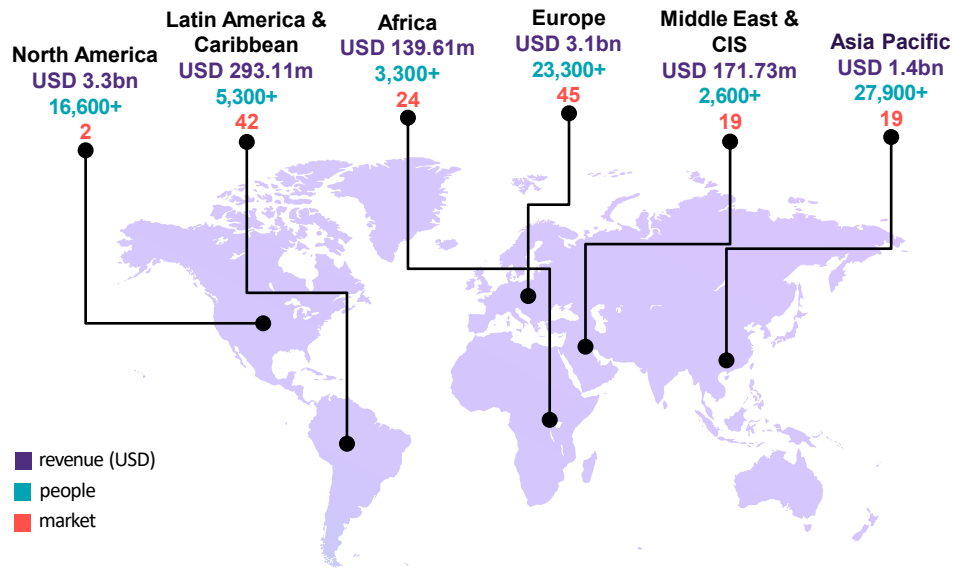 North America
USD 3.3bn
16,600+
2
Latin America &
Caribbean
USD 293.11m
5,300+
42
Africa
USD 139.61m
3,300+
24
Europe
USD 3.1bn
23,300+
45
Middle East &
CIS
USD 171.73m
2,600+
19
Asia Pacific
USD 1.4bn
27,900+
19
revenue (USD)
people
market